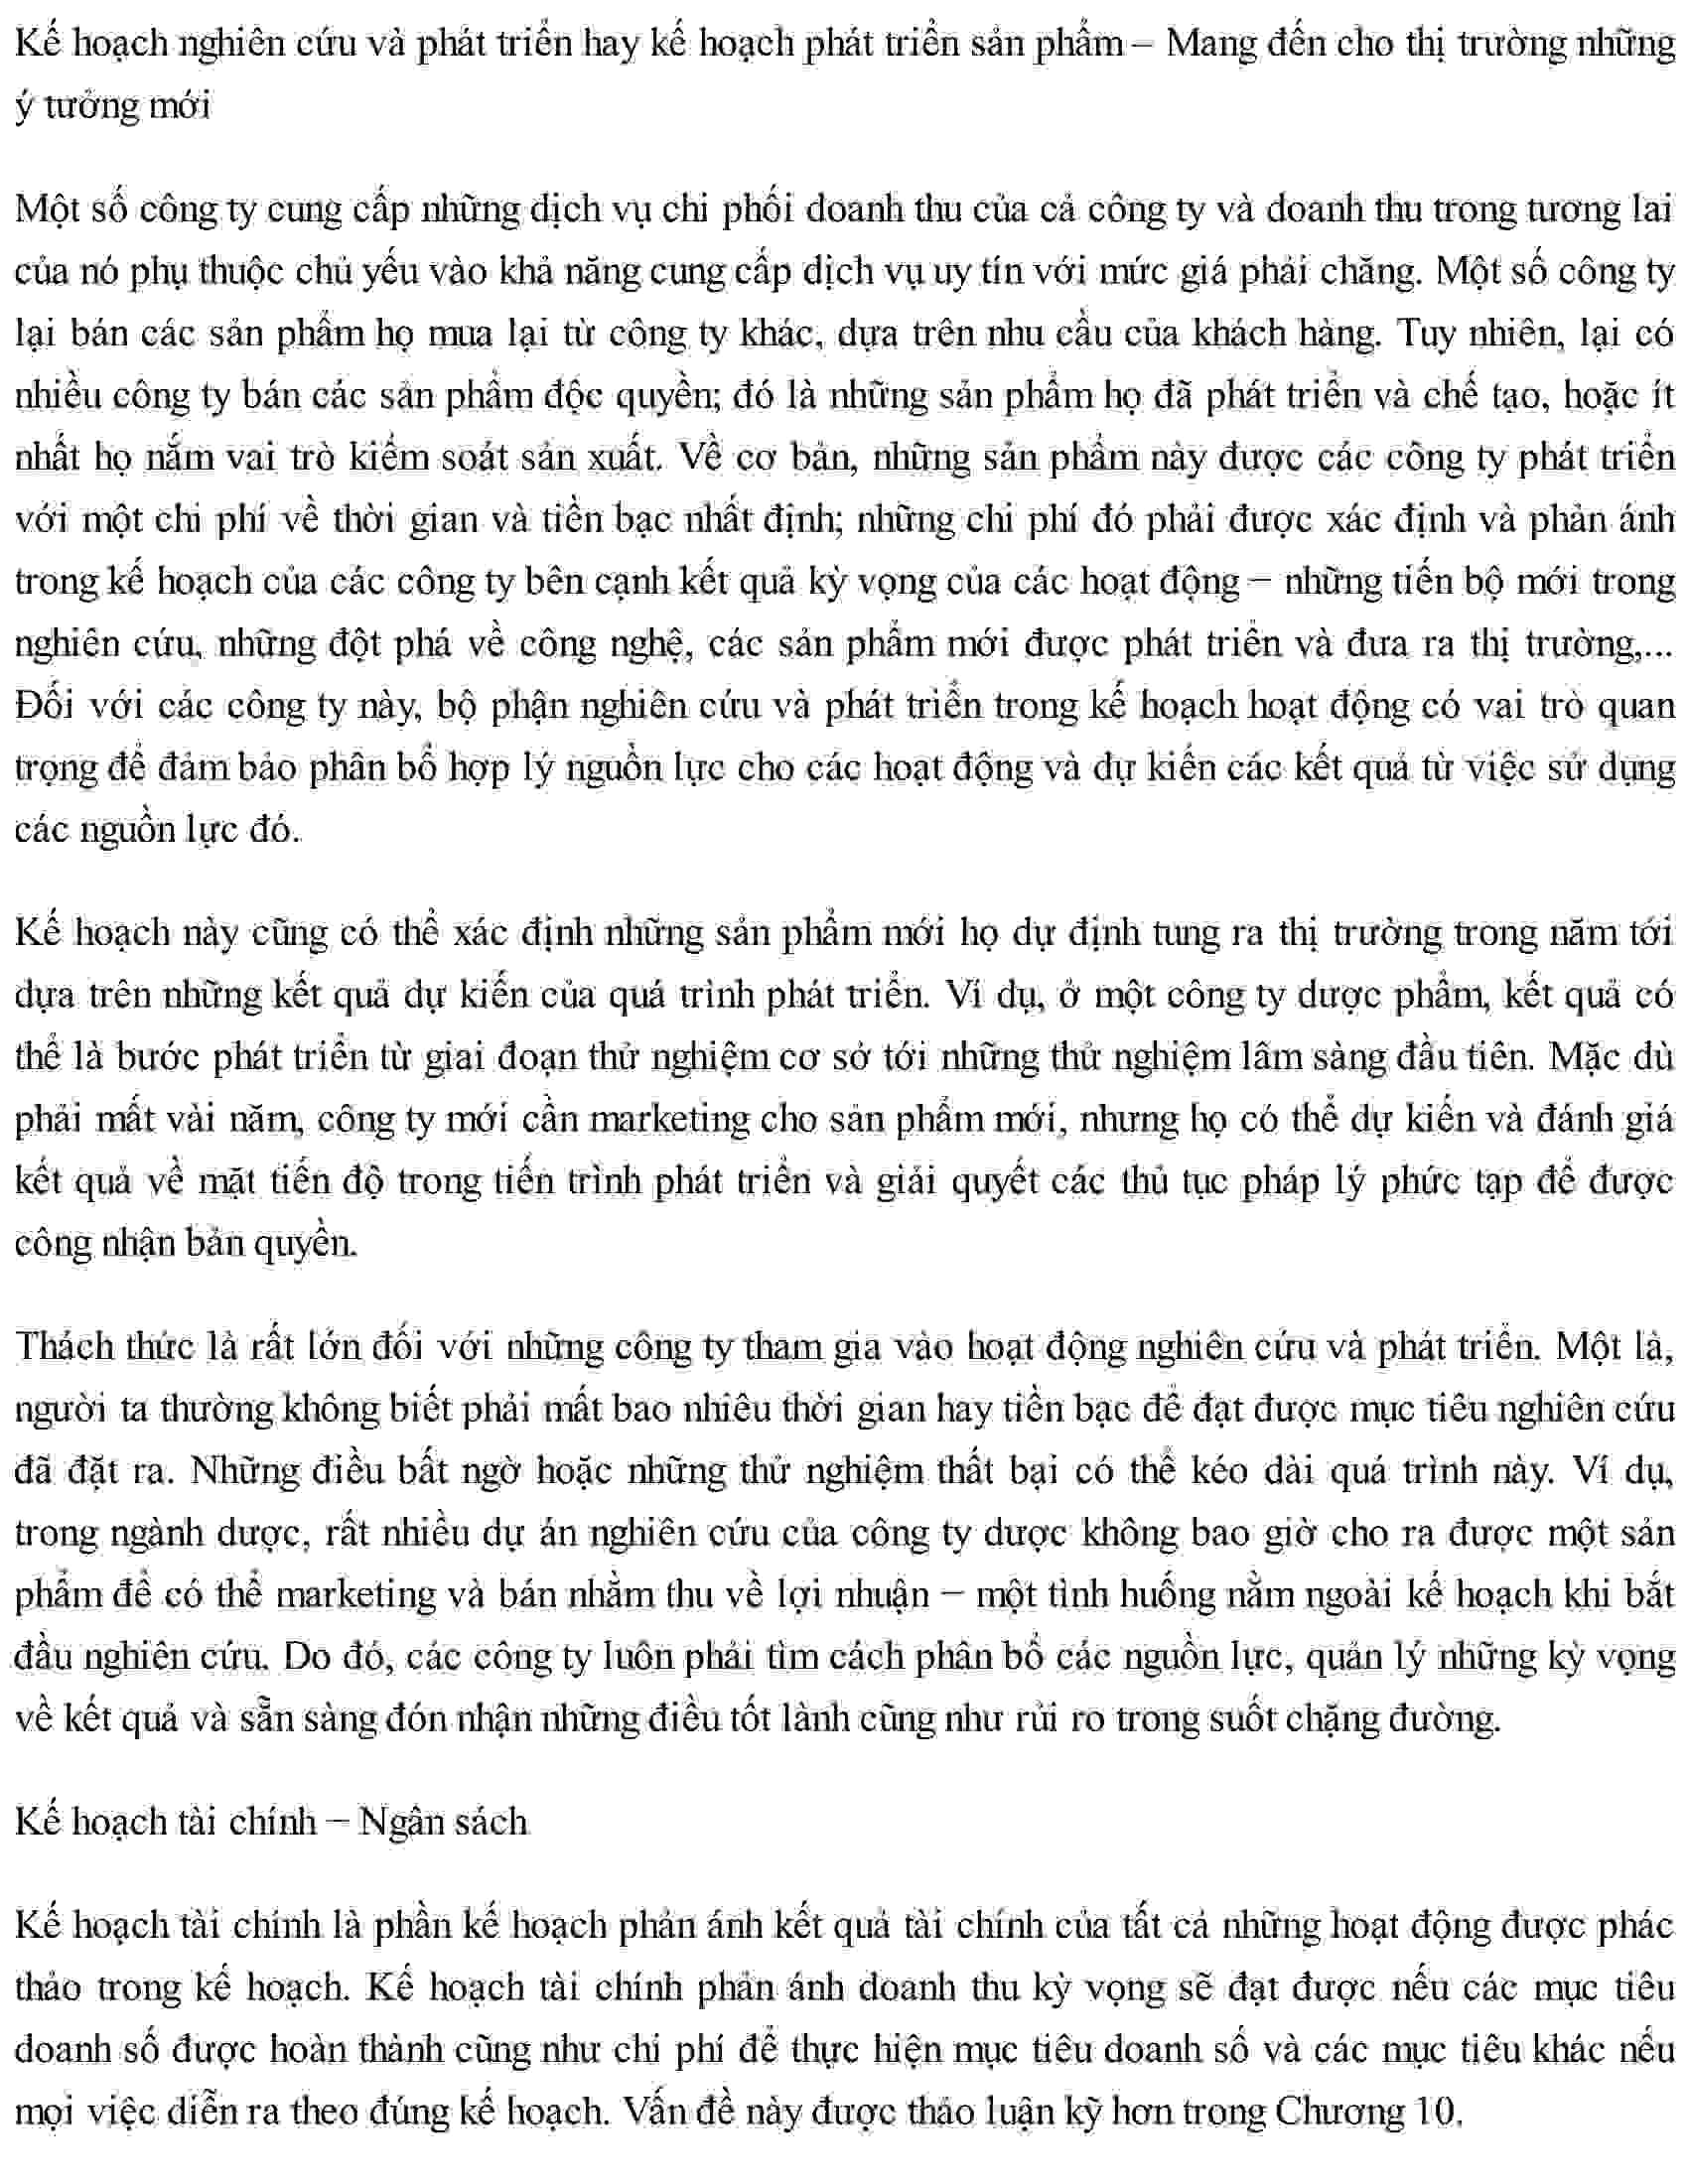 Kế hoạch nghiên cứu và phát triển hay kế hoạch phát triển sản phẩm – Mang đến cho thị trường những
ý tưởng mới
Một số công ty cung cấp những dịch vụ chi phối doanh thu của cả công ty và doanh thu trong tương lai
của nó phụ thuộc chủ yếu vào khả năng cung cấp dịch vụ uy tín với mức giá phải chăng. Một số công ty
lại bán các sản phẩm họ mua lại từ công ty khác, dựa trên nhu cầu của khách hàng. Tuy nhiên, lại có
nhiều công ty bán các sản phẩm độc quyền; đó là những sản phẩm họ đã phát triển và chế tạo, hoặc ít
nhất họ nắm vai trò kiểm soát sản xuất. Về cơ bản, những sản phẩm này được các công ty phát triển
với một chi phí về thời gian và tiền bạc nhất định; những chi phí đó phải được xác định và phản ánh
trong kế hoạch của các công ty bên cạnh kết quả kỳ vọng của các hoạt động – những tiến bộ mới trong
nghiên cứu, những đột phá về công nghệ, các sản phẩm mới được phát triển và đưa ra thị trường,...
Đối với các công ty này, bộ phận nghiên cứu và phát triển trong kế hoạch hoạt động có vai trò quan
trọng để đảm bảo phân bổ hợp lý nguồn lực cho các hoạt động và dự kiến các kết quả từ việc sử dụng
các nguồn lực đó.
Kế hoạch này cũng có thể xác định những sản phẩm mới họ dự định tung ra thị trường trong năm tới
dựa trên những kết quả dự kiến của quá trình phát triển. Ví dụ, ở một công ty dược phẩm, kết quả có
thể là bước phát triển từ giai đoạn thử nghiệm cơ sở tới những thử nghiệm lâm sàng đầu tiên. Mặc dù
phải mất vài năm, công ty mới cần marketing cho sản phẩm mới, nhưng họ có thể dự kiến và đánh giá
kết quả về mặt tiến độ trong tiến trình phát triển và giải quyết các thủ tục pháp lý phức tạp để được
công nhận bản quyền.
Thách thức là rất lớn đối với những công ty tham gia vào hoạt động nghiên cứu và phát triển. Một là,
người ta thường không biết phải mất bao nhiêu thời gian hay tiền bạc để đạt được mục tiêu nghiên cứu
đã đặt ra. Những điều bất ngờ hoặc những thử nghiệm thất bại có thể kéo dài quá trình này. Ví dụ,
trong ngành dược, rất nhiều dự án nghiên cứu của công ty dược không bao giờ cho ra được một sản
phẩm để có thể marketing và bán nhằm thu về lợi nhuận – một tình huống nằm ngoài kế hoạch khi bắt
đầu nghiên cứu. Do đó, các công ty luôn phải tìm cách phân bổ các nguồn lực, quản lý những kỳ vọng
về kết quả và sẵn sàng đón nhận những điều tốt lành cũng như rủi ro trong suốt chặng đường.
Kế hoạch tài chính – Ngân sách
Kế hoạch tài chính là phần kế hoạch phản ánh kết quả tài chính của tất cả những hoạt động được phác
thảo trong kế hoạch. Kế hoạch tài chính phản ánh doanh thu kỳ vọng sẽ đạt được nếu các mục tiêu
doanh số được hoàn thành cũng như chi phí để thực hiện mục tiêu doanh số và các mục tiêu khác nếu
mọi việc diễn ra theo đúng kế hoạch. Vấn đề này được thảo luận kỹ hơn trong Chương 10.